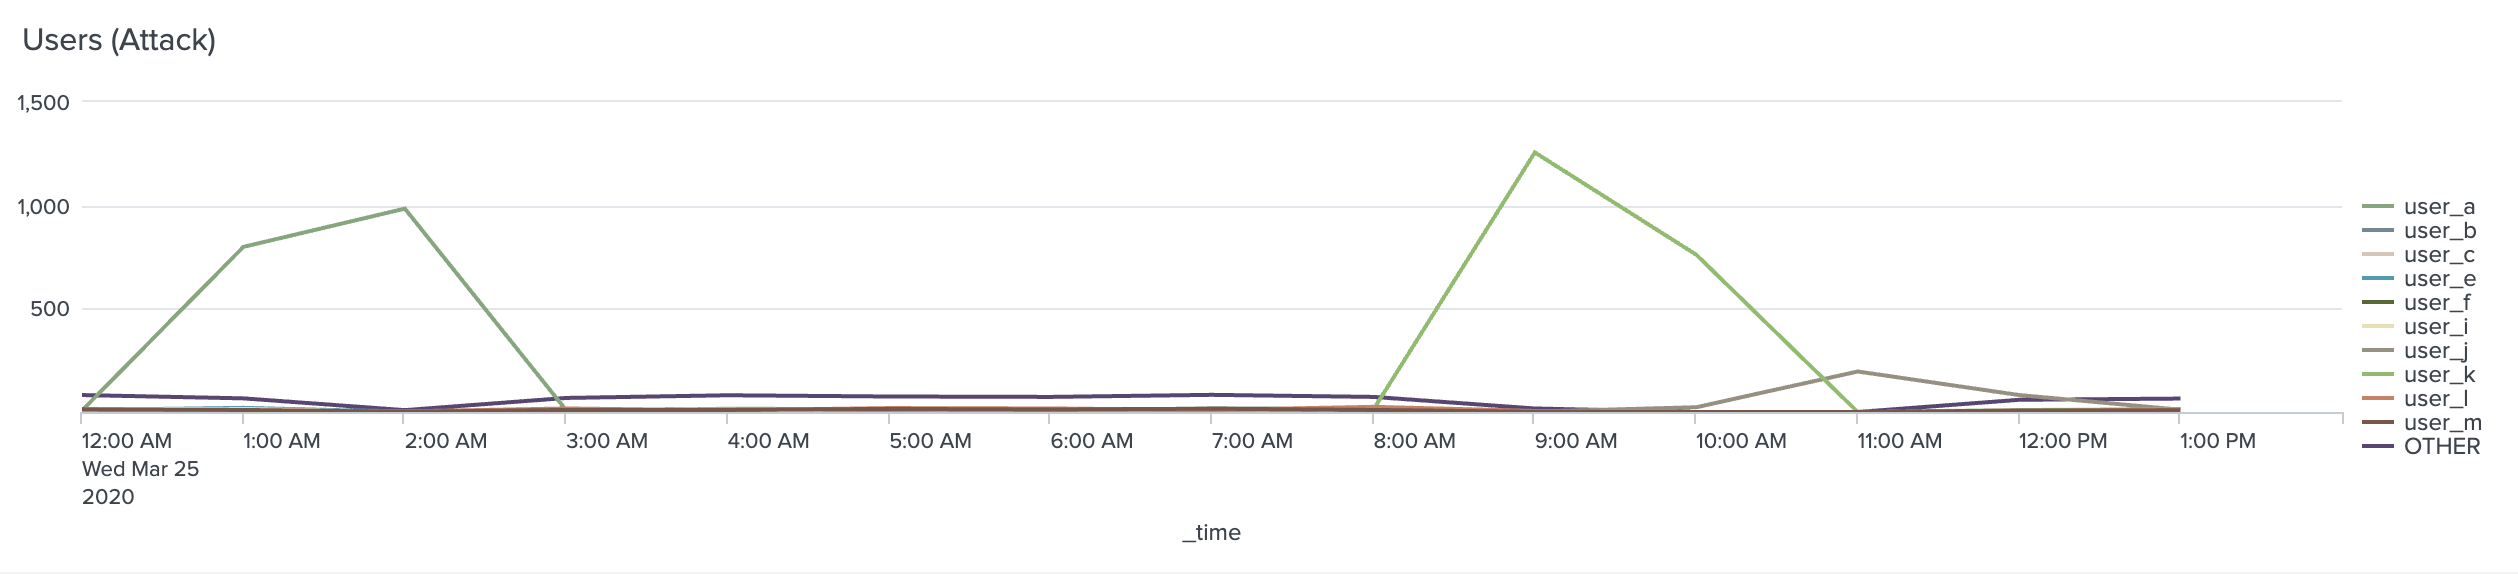 Users (Attack)
1,500
1,000
500
12:00 AM
Wed Mar 25
2020
1:00 AM
2:00 AM
3:00 AM
4:00 AM
5:00 AM
6:00 AM
7:00 AM
8:00 AM
9:00 AM
10:00 AM
11:00 AM
12:00 PM
1:00 PM
_time
user_a
user_b
user_c
user_e
user_f
user_i
user_j
user_k
user_l
user_m
OTHER